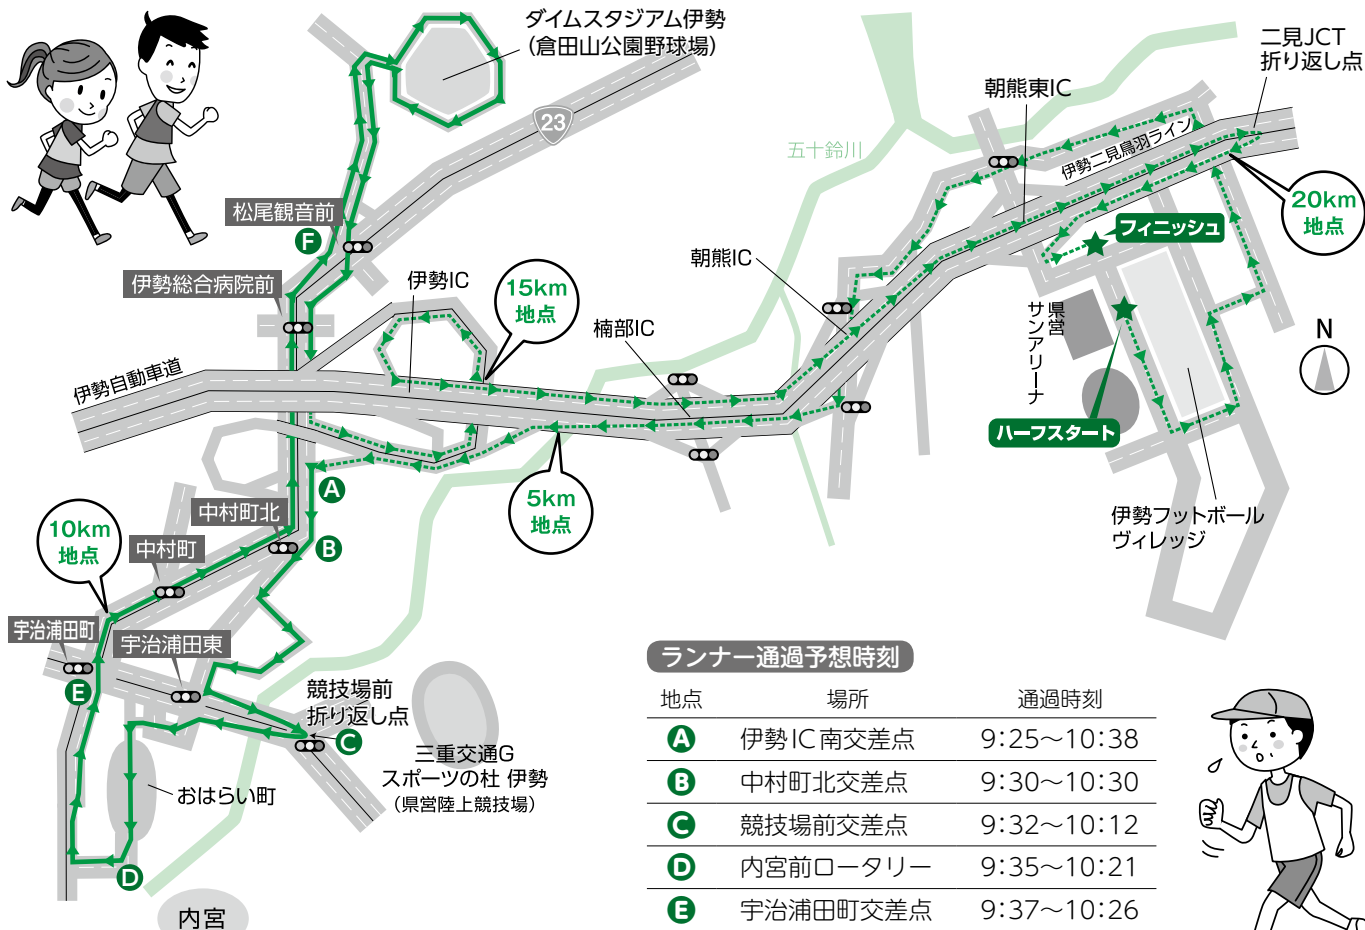 ダイムスタジアム伊勢
（倉田山公園野球場）
二見JCT
折り返し点
朝熊東IC
23
五十鈴川
伊勢二見鳥羽ライン
20km
地点
松尾観音前
F
フィニッシュ
朝熊IC
伊勢IC
15km
地点
伊勢総合病院前
楠部IC
県営
サンアリーナ
N
伊勢自動車道
ハーフスタート
A
5km
地点
伊勢フットボール
ヴィレッジ
10km
地点
中村町北
B
中村町
宇治浦田町
宇治浦田東
E
競技場前
折り返し点
C
三重交通G
スポーツの杜 伊勢
（県営陸上競技場）
おはらい町
D
内宮
ランナー通過予想時刻
地点 場所 通過時刻
A 伊勢IC南交差点 9:25～10:38
B 中村町北交差点 9:30～10:30
C 競技場前交差点 9:32～10:12
D 内宮前ロータリー 9:35～10:21
E 宇治浦田町交差点 9:37～10:26